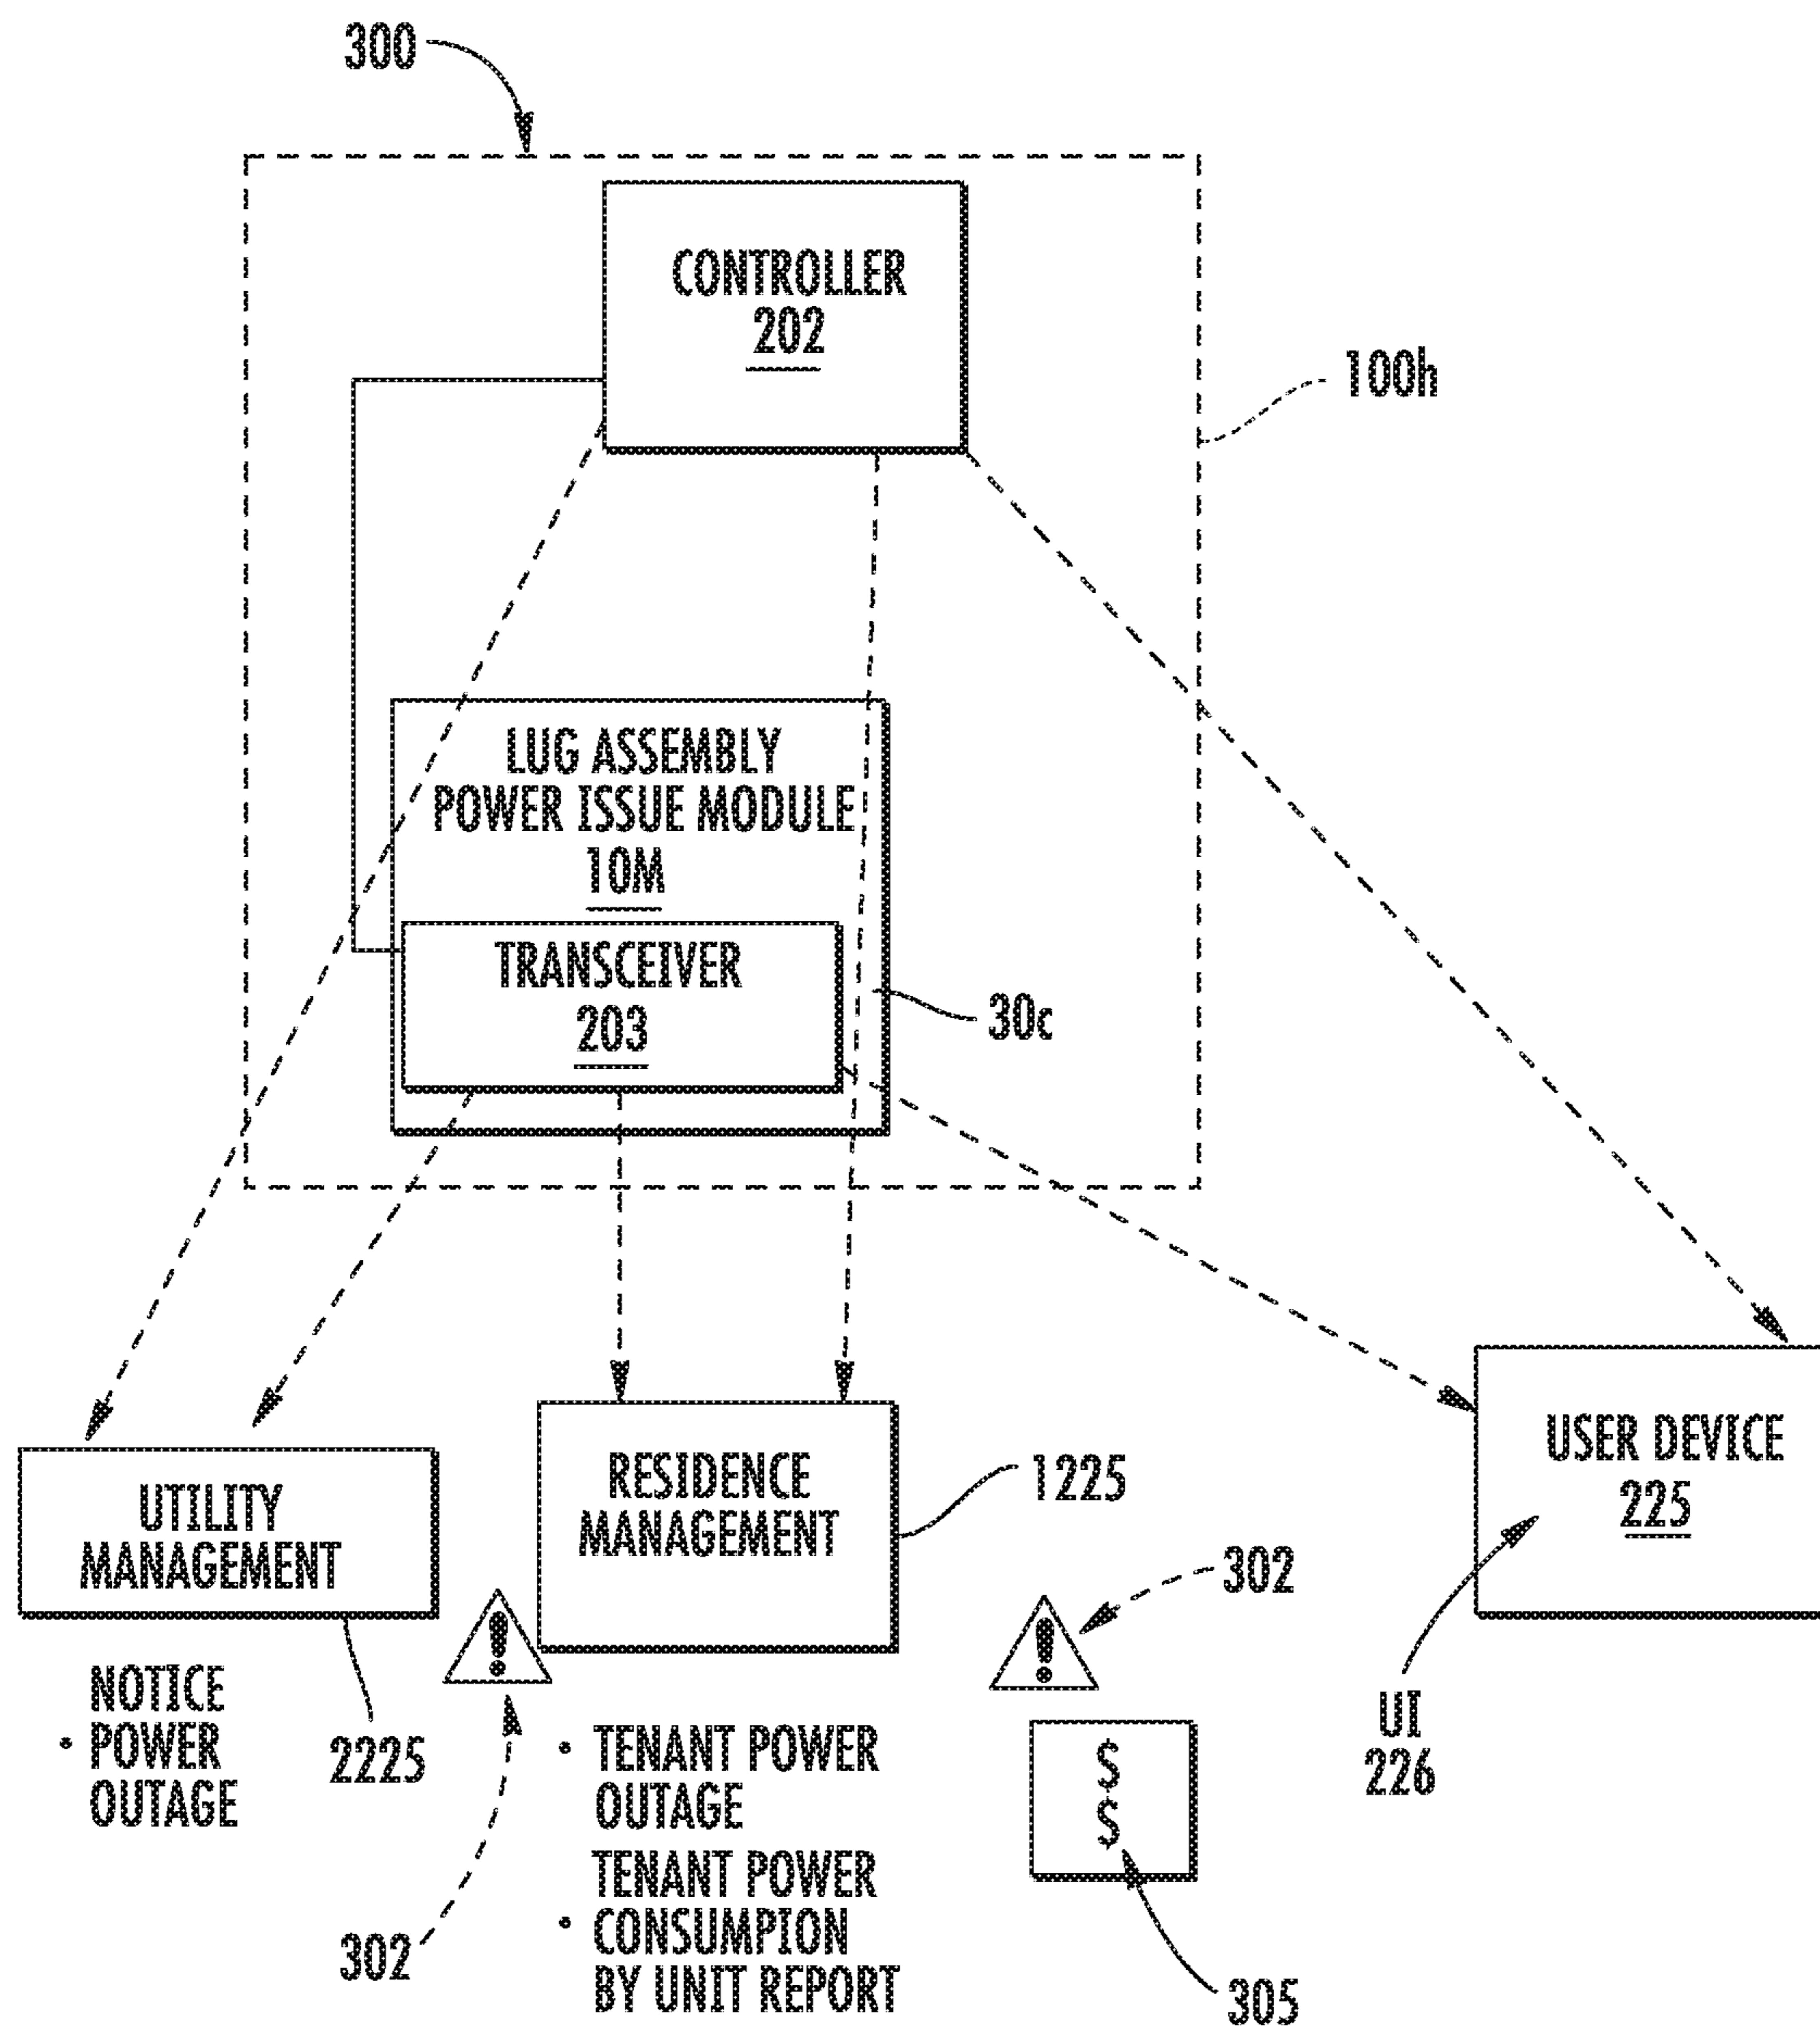 300
CONTROLLER
202
100h
LUG ASSEMBLY
POWER ISSUE MODULE
10M
TRANSCEIVER
203
30c
UTILITY
MANAGEMENT
RESIDENCE
MANAGEMENT
1225
USER DEVICE
225
302
!
!
NOTICE
• POWER
OUTAGE
2225
UI
226
• TENANT POWER
OUTAGE
$
$
TENANT POWER
• CONSUMPION
BY UNIT REPORT
302
305